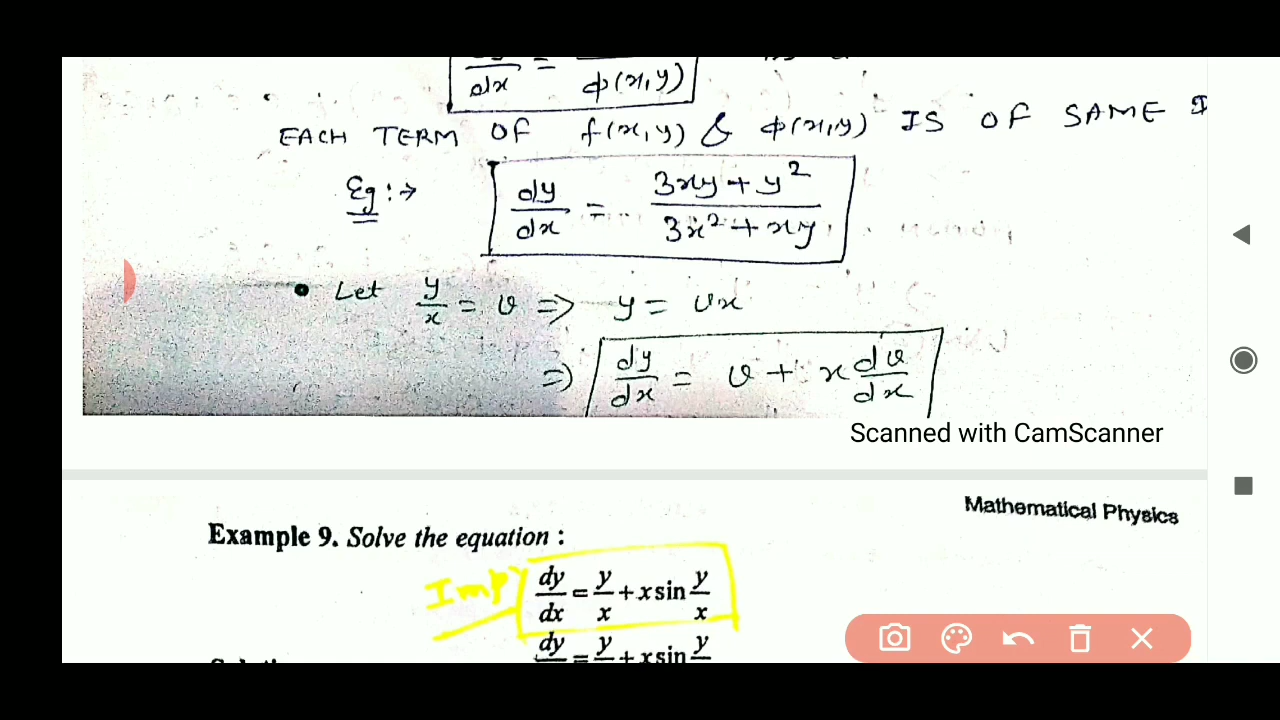 dx = φ(x,y)
EACH TERM OF f(x,y) & φ(x,y) IS OF SAME
Eg:→ dy/dx = 3xy + y²/3x² + xy
• Let y/x = v ⇒ y = vx
⇒ dy/dx = v + x dv/dx
Scanned with CamScanner
Mathematical Physics
Example 9. Solve the equation :
Imp dy/dx = y/x + x sin y/x
dy = y + x sin y